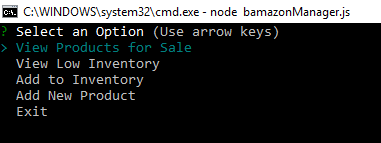 C:\WINDOWS\system32\cmd.exe - node bamazonManager.js
? Select an Option (Use arrow keys)
> View Products for Sale
View Low Inventory
Add to Inventory
Add New Product
Exit